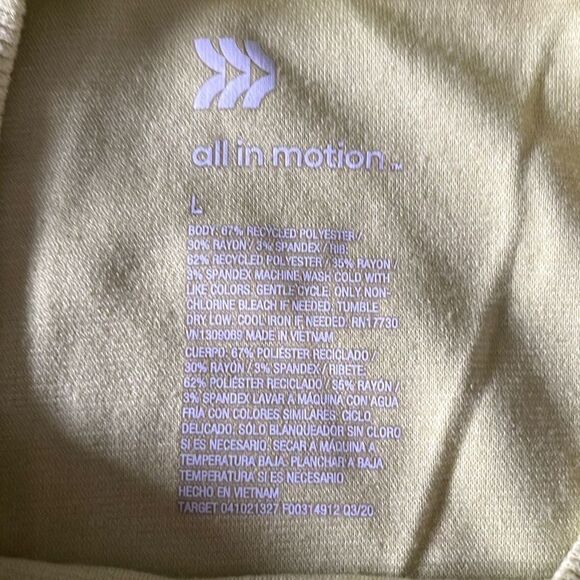 all in motion™
L
BODY: 67% RECYCLED POLYESTER /
30% RAYON / 3% SPANDEX / RIB:
62% RECYCLED POLYESTER / 35% RAYON /
3% SPANDEX MACHINE WASH COLD WITH
LIKE COLORS. GENTLE CYCLE. ONLY NON-
CHLORINE BLEACH IF NEEDED. TUMBLE
DRY LOW. COOL IRON IF NEEDED. RN17730
VN1309069 MADE IN VIETNAM
CUERPO: 67% POLIÉSTER RECICLADO /
30% RAYÓN / 3% SPANDEX / RIBETE:
62% POLIÉSTER RECICLADO / 35% RAYÓN /
3% SPANDEX LAVAR A MÁQUINA CON AGUA
FRÍA CON COLORES SIMILARES. CICLO
DELICADO. SÓLO BLANQUEADOR SIN CLORO
SI ES NECESARIO. SECAR A MÁQUINA A
TEMPERATURA BAJA. PLANCHAR A BAJA
TEMPERATURA SI ES NECESARIO.
HECHO EN VIETNAM
TARGET 041021327 F00314912 Q3/20